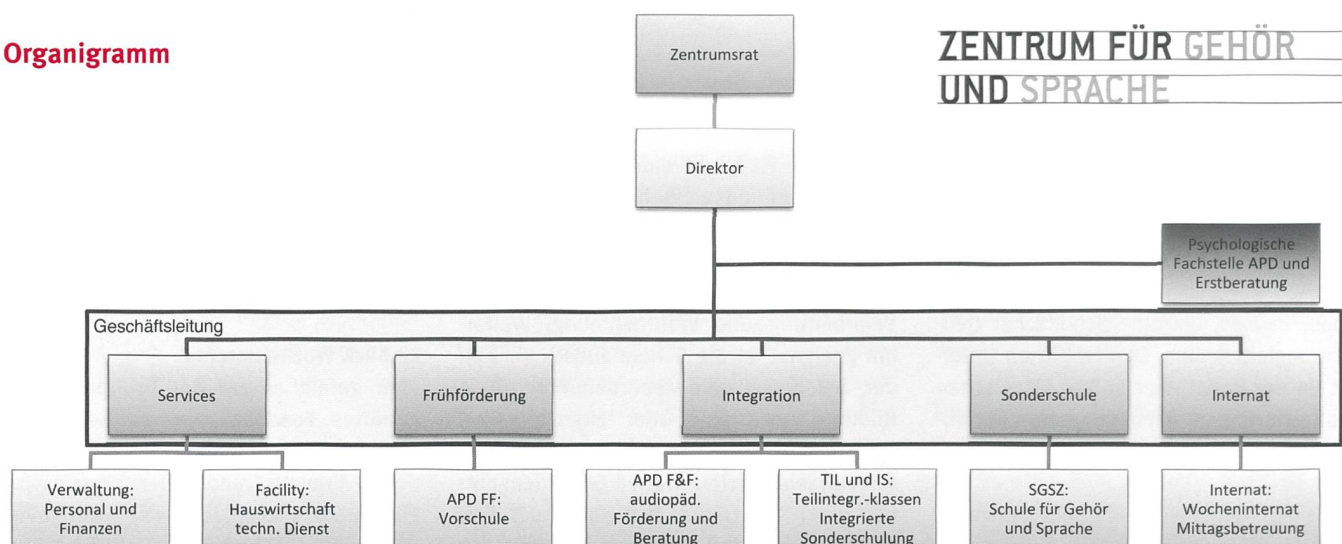 Organigramm
ZENTRUM FÜR GEHÖR
UND SPRACHE
Zentrumsrat
Direktor
Psychologische
Fachstelle APD und
Erstberatung
Geschäftsleitung
Services
Frühförderung
Integration
Sonderschule
Internat
Verwaltung:
Personal und
Finanzen
Facility:
Hauswirtschaft
techn. Dienst
APD FF:
Vorschule
APD F&F:
audiopäd.
Förderung und
Beratung
TIL und IS:
Teilintegr.-klassen
Integrierte
Sonderschulung
SGSZ:
Schule für Gehör
und Sprache
Internat:
Wocheninternat
Mittagsbetreuung